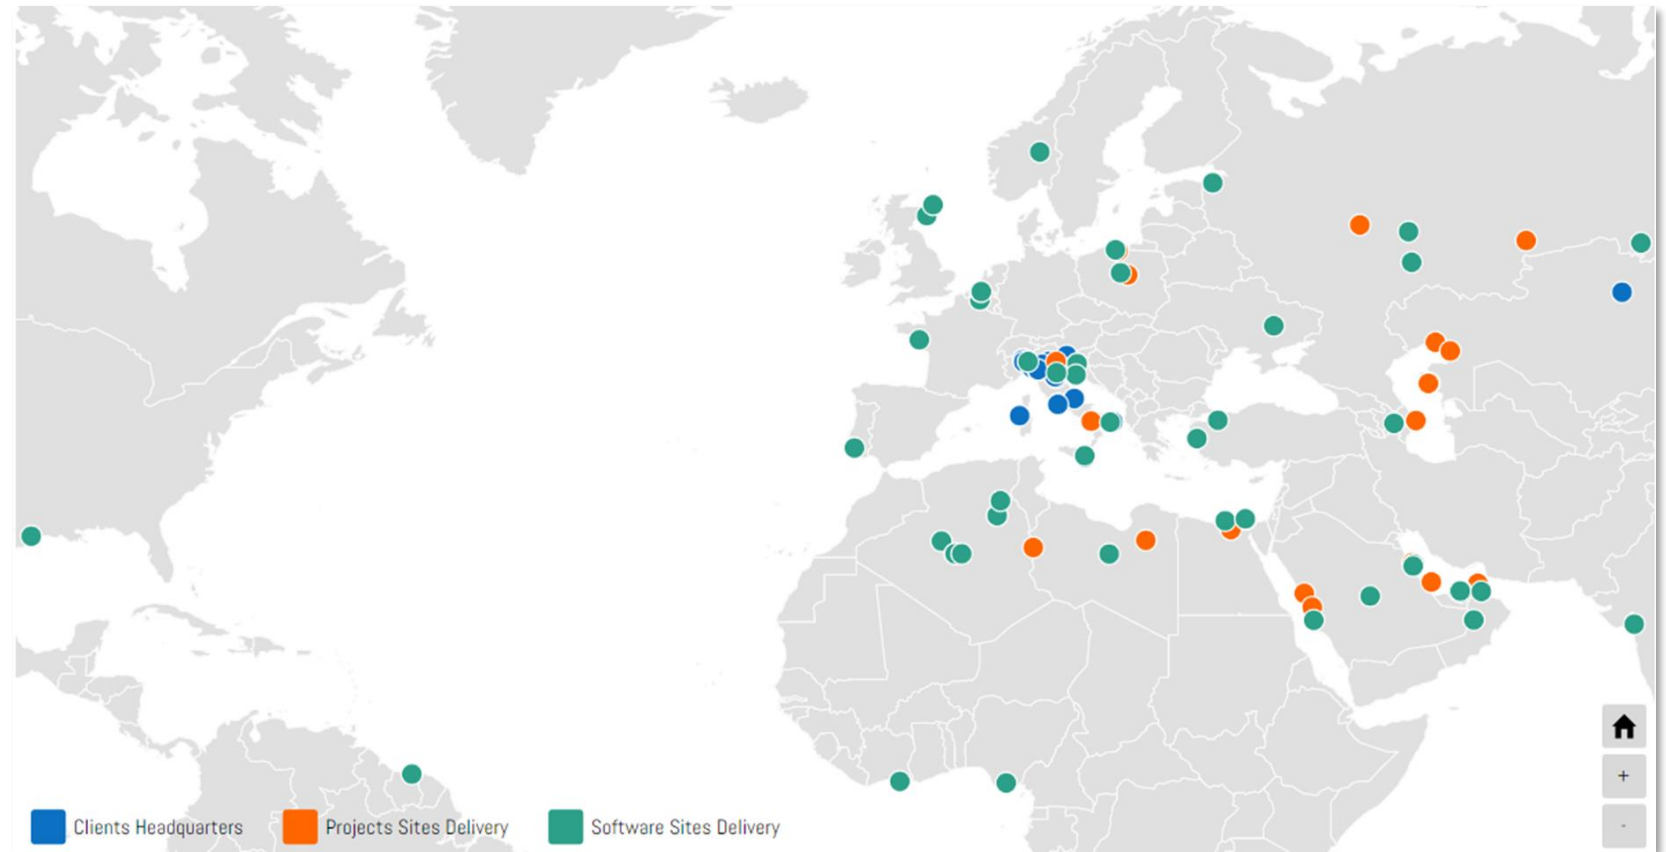 +
-
Clients Headquarters
Projects Sites Delivery
Software Sites Delivery